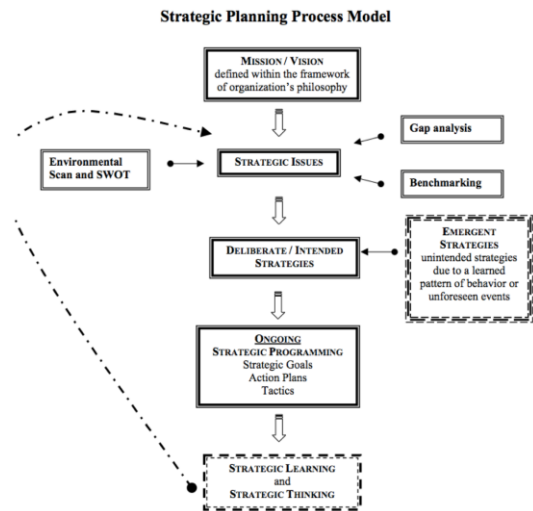 Strategic Planning Process Model
MISSION / VISION
defined within the framework
of organization's philosophy
Gap analysis
Environmental
Scan and SWOT
STRATEGIC ISSUES
Benchmarking
DELIBERATE / INTENDED
STRATEGIES
EMERGENT
STRATEGIES
unintended strategies
due to a learned
pattern of behavior or
unforeseen events
ONGOING
STRATEGIC PROGRAMMING
Strategic Goals
Action Plans
Tactics
STRATEGIC LEARNING
and
STRATEGIC THINKING